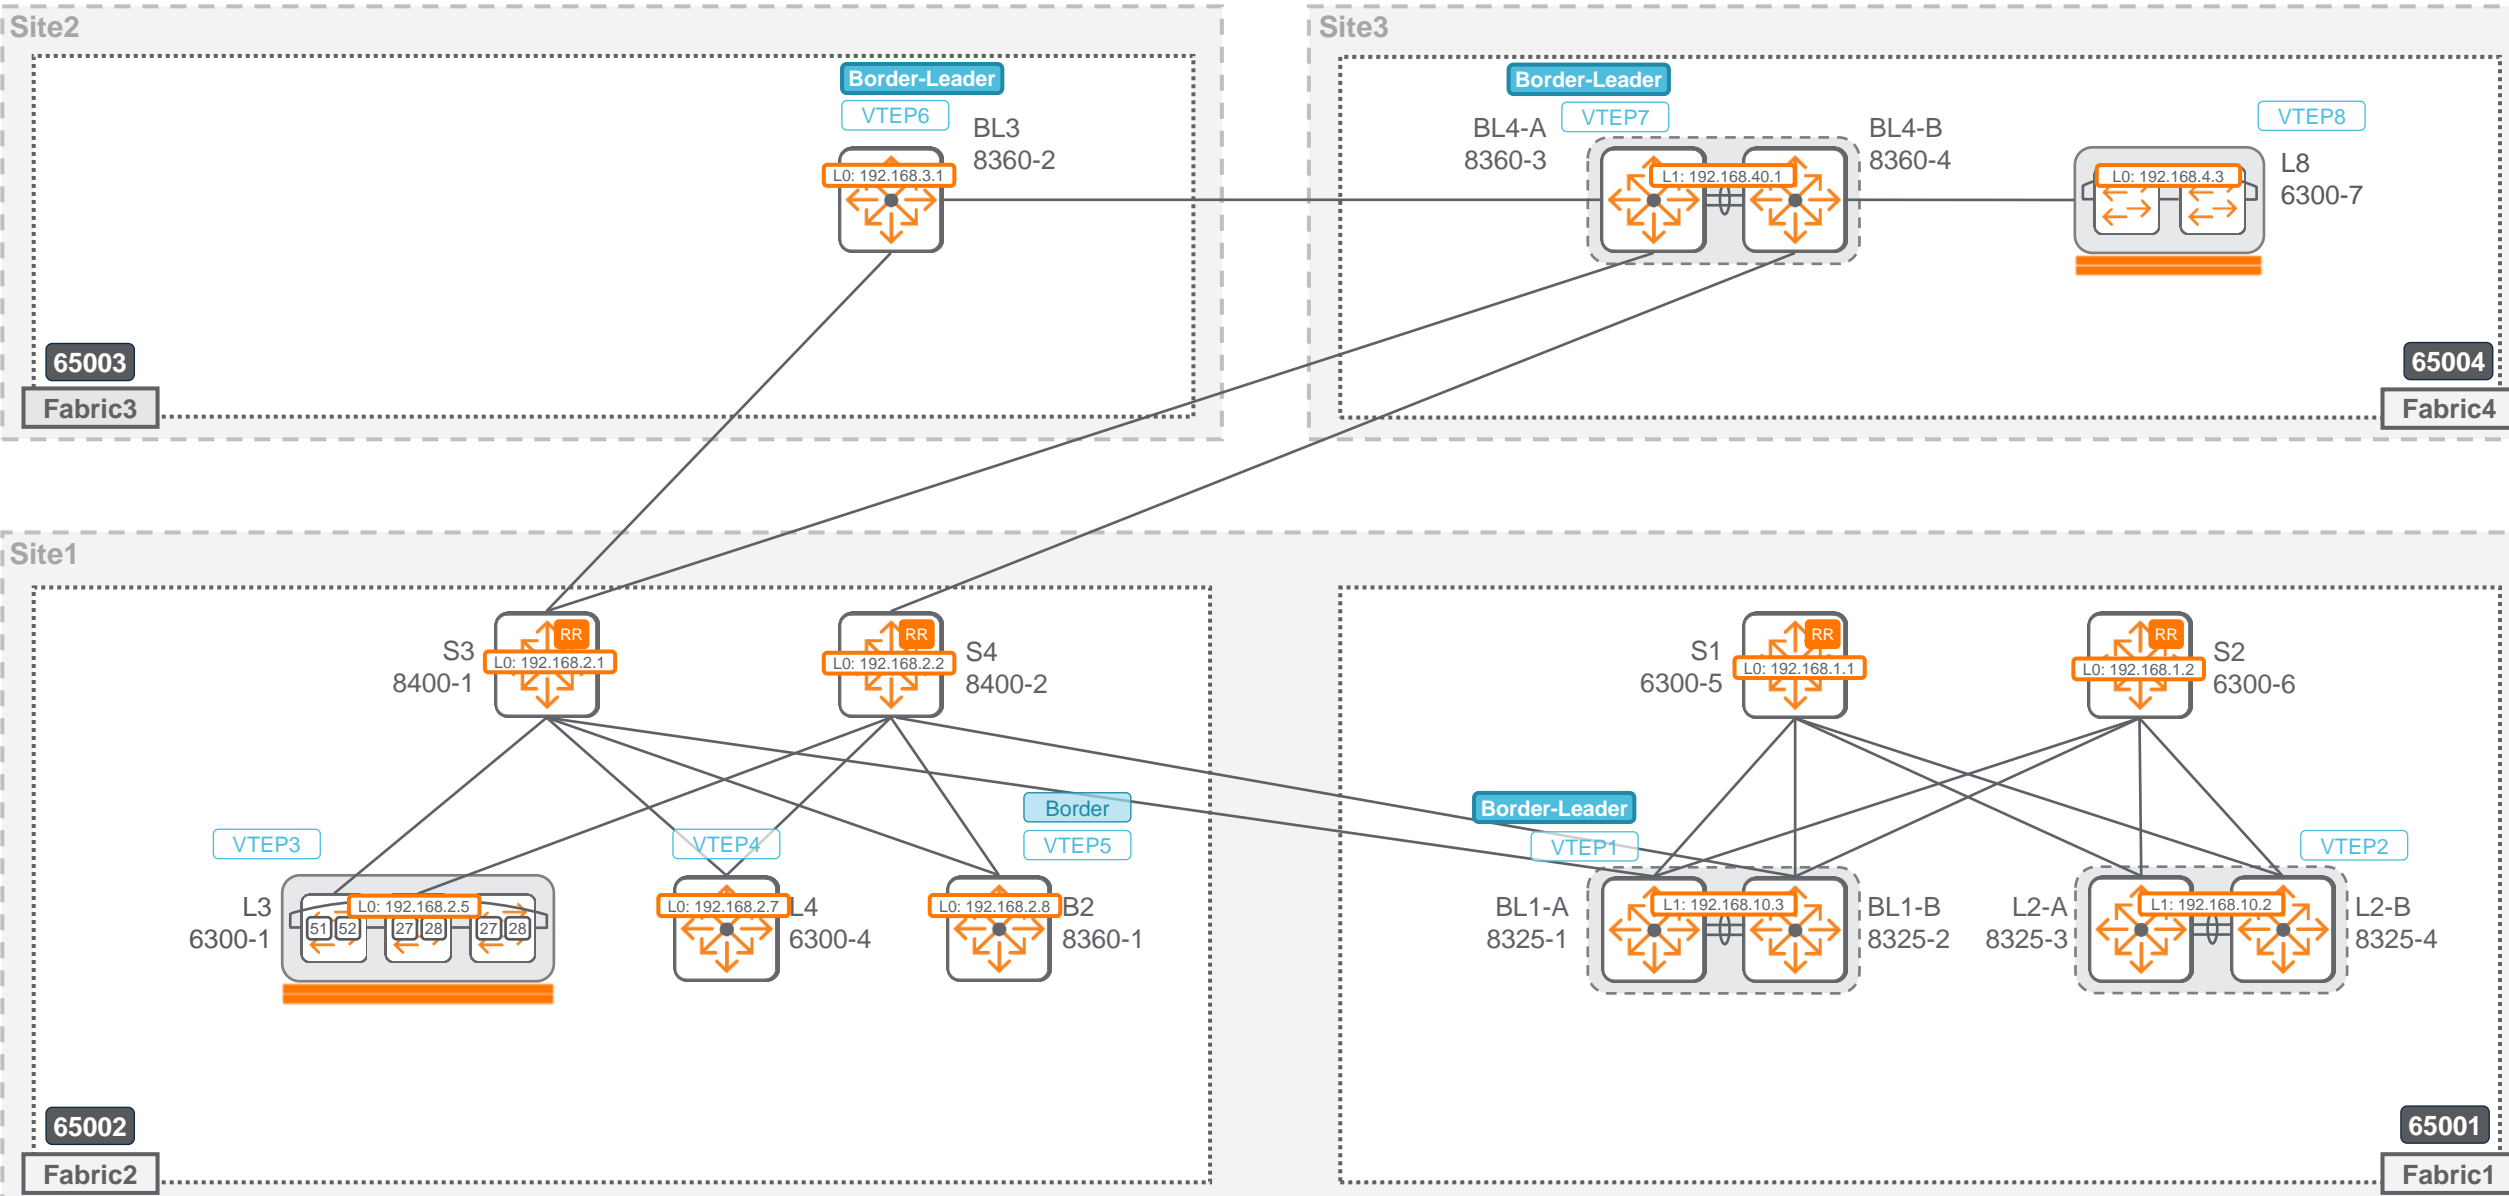 Site2
Border-Leader
VTEP6
BL3
8360-2
L0: 192.168.3.1
65003
Fabric3
Site3
Border-Leader
VTEP7
BL4-A
8360-3
L1: 192.168.40.1
BL4-B
8360-4
VTEP8
L0: 192.168.4.3
L8
6300-7
65004
Fabric4
Site1
S3
8400-1
RR
L0: 192.168.2.1
RR
L0: 192.168.2.2
S4
8400-2
Border
VTEP3
VTEP4
VTEP5
L3
6300-1
L0: 192.168.2.5
51 52 27 28 27 28
L0: 192.168.2.7
L4
6300-4
L0: 192.168.2.8
B2
8360-1
65002
Fabric2
S1
6300-5
RR
L0: 192.168.1.1
RR
L0: 192.168.1.2
S2
6300-6
Border-Leader
VTEP1
VTEP2
BL1-A
8325-1
L1: 192.168.10.3
BL1-B
8325-2
L2-A
8325-3
L1: 192.168.10.2
L2-B
8325-4
65001
Fabric1